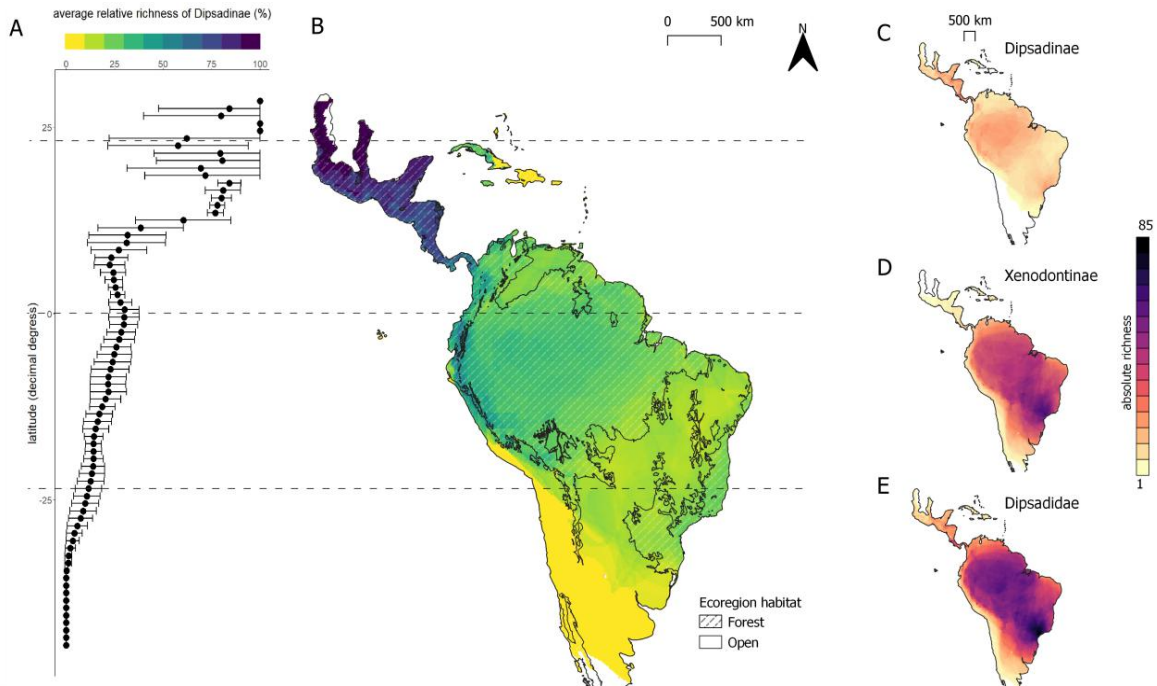 average relative richness of Dipsadinae (%)
A
0 25 50 75 100
25
0
-25
latitude (decimal degree)
B
0 500 km
N
Ecoregion habitat
Forest
Open
500 km
C
Dipsadinae
D
Xenodontinae
E
Dipsadidae
85
absolute richness
1